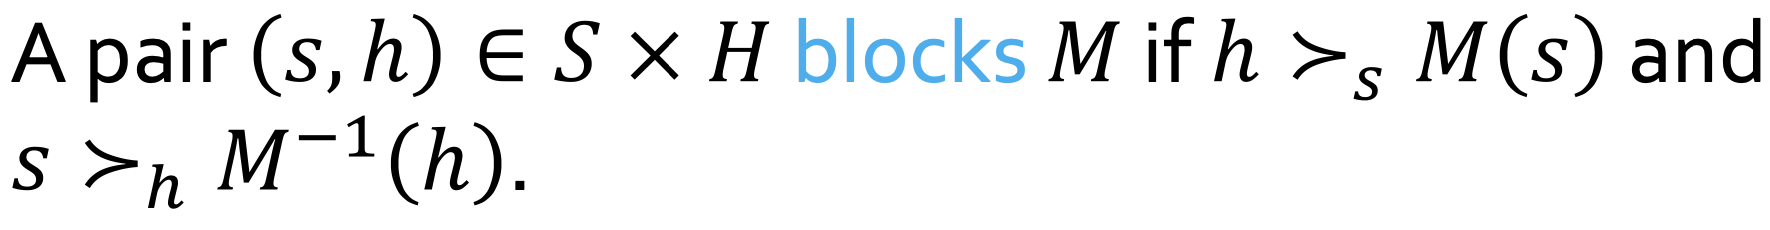 A pair (s, h) ∈ S × H blocks M if h ≻ₛ M(s) and
s ≻ₕ M⁻¹(h).